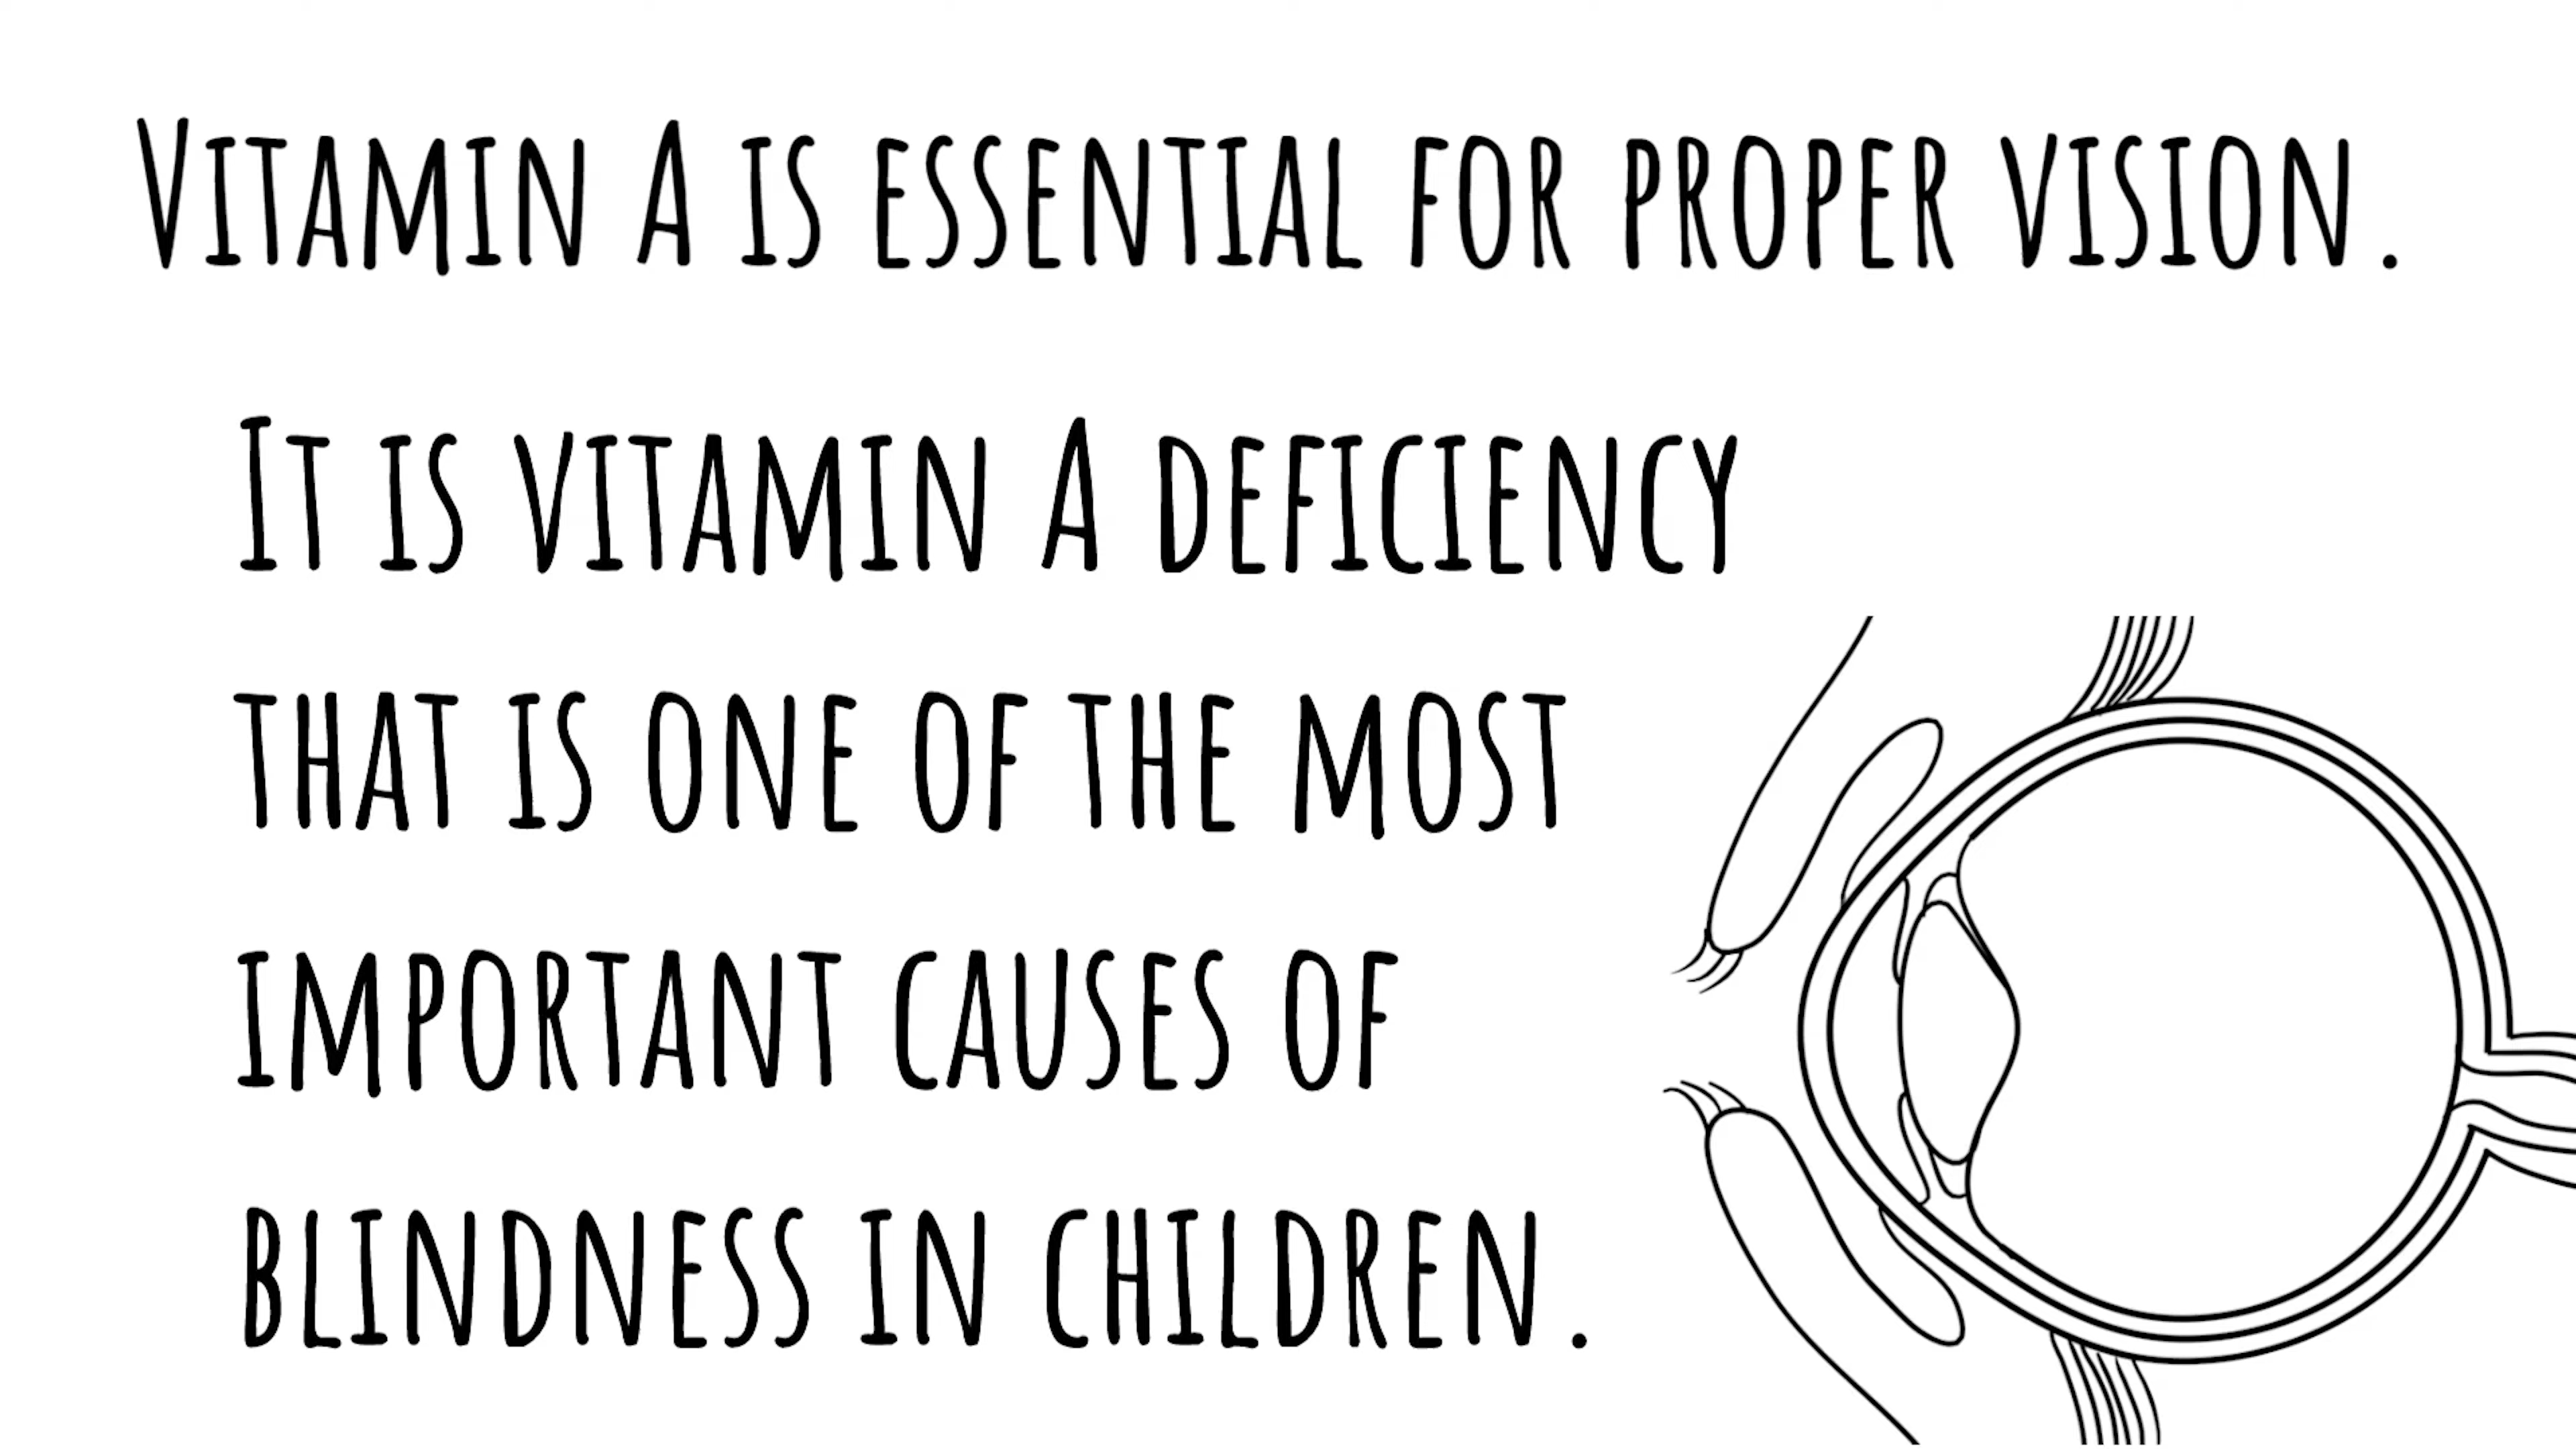 Vitamin A is essential for proper vision.
It is vitamin A deficiency
that is one of the most
important causes of
blindness in children.